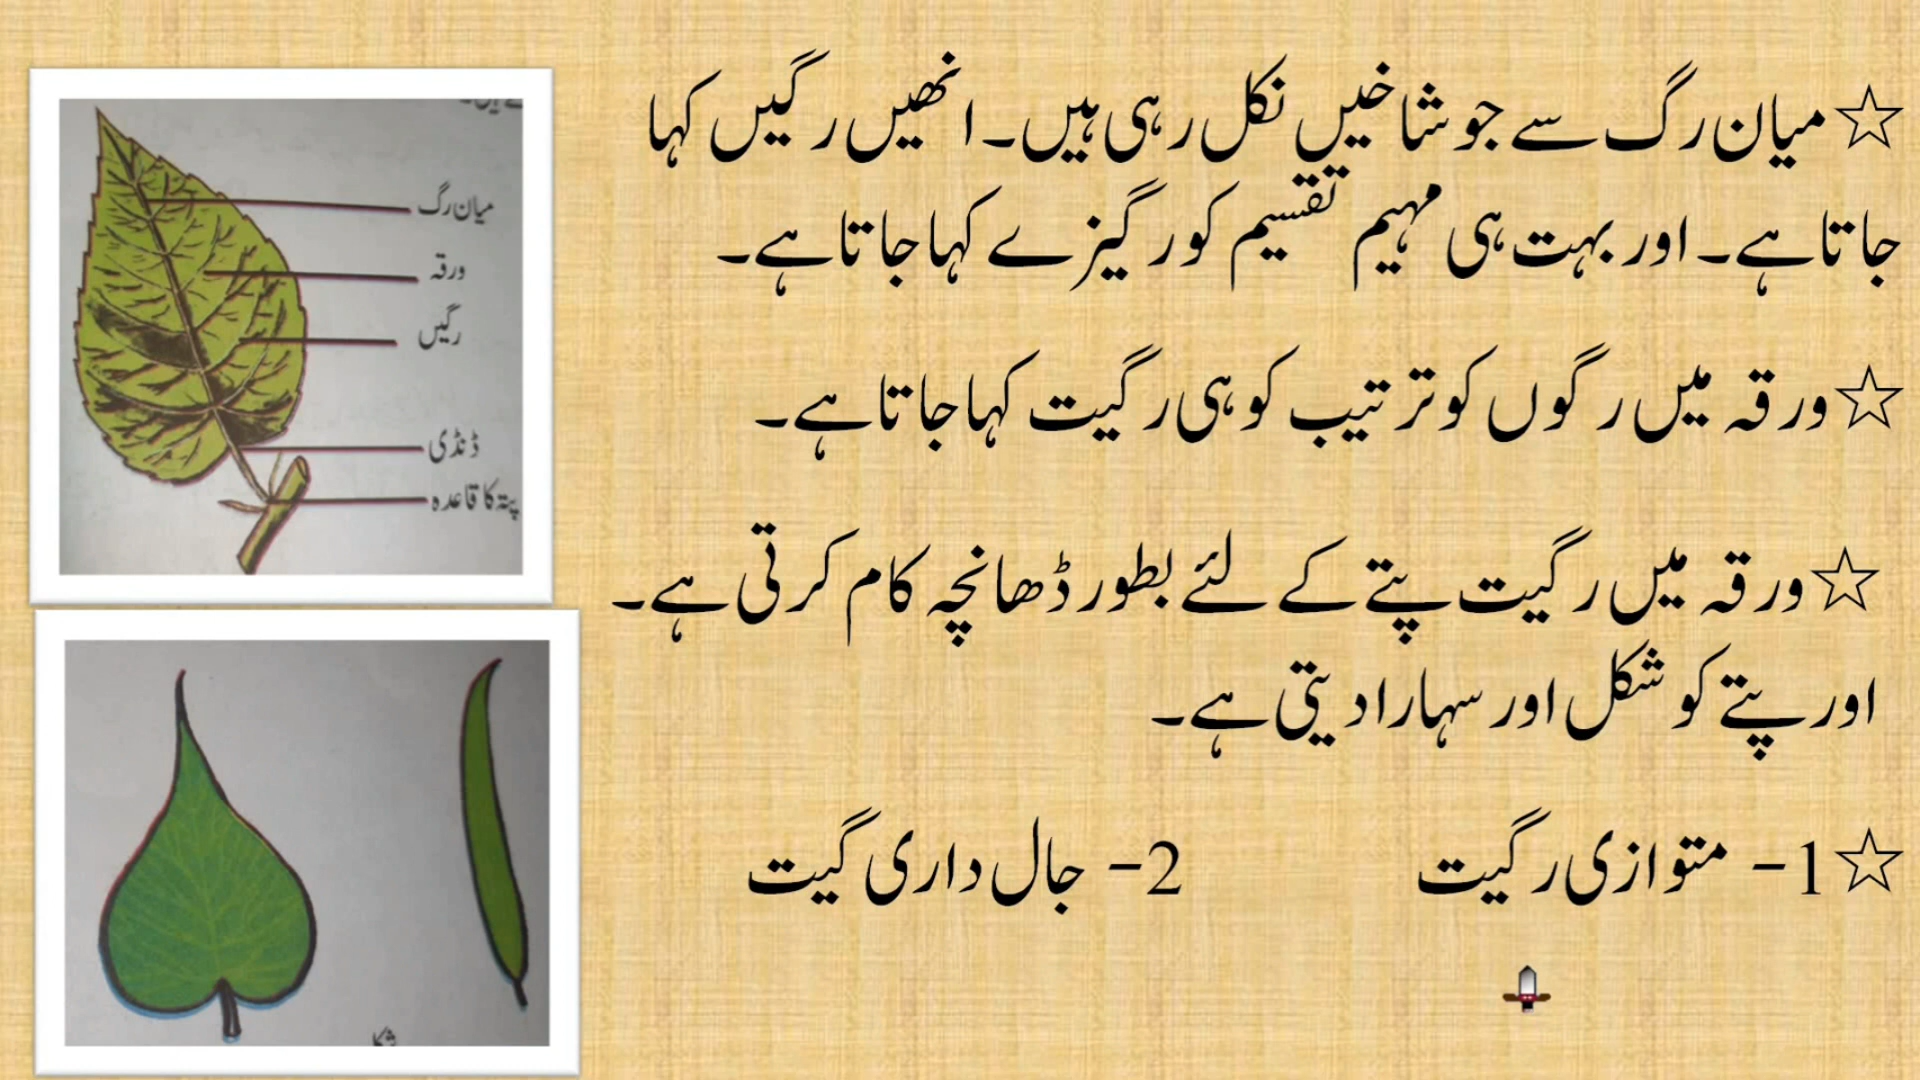 ☆میان رگ سے جو شاخیں نکل رہی ہیں۔ انھیں رگیں کہا
جاتا ہے۔ اور بہت ہی مہیم تقسیم کو رگیزے کہا جاتا ہے۔
☆ورقہ میں رگوں کو ترتیب کو ہی رگیت کہا جاتا ہے۔
☆ورقہ میں رگیت پتے کے لئے بطور ڈھانچہ کام کرتی ہے۔
اور پتے کو شکل اور سہارا دیتی ہے۔
☆1- متوازی رگیت 2- جال داری گیت
میان رگ
ورقہ
رگیں
ڈنڈی
پتہ کا قاعدہ